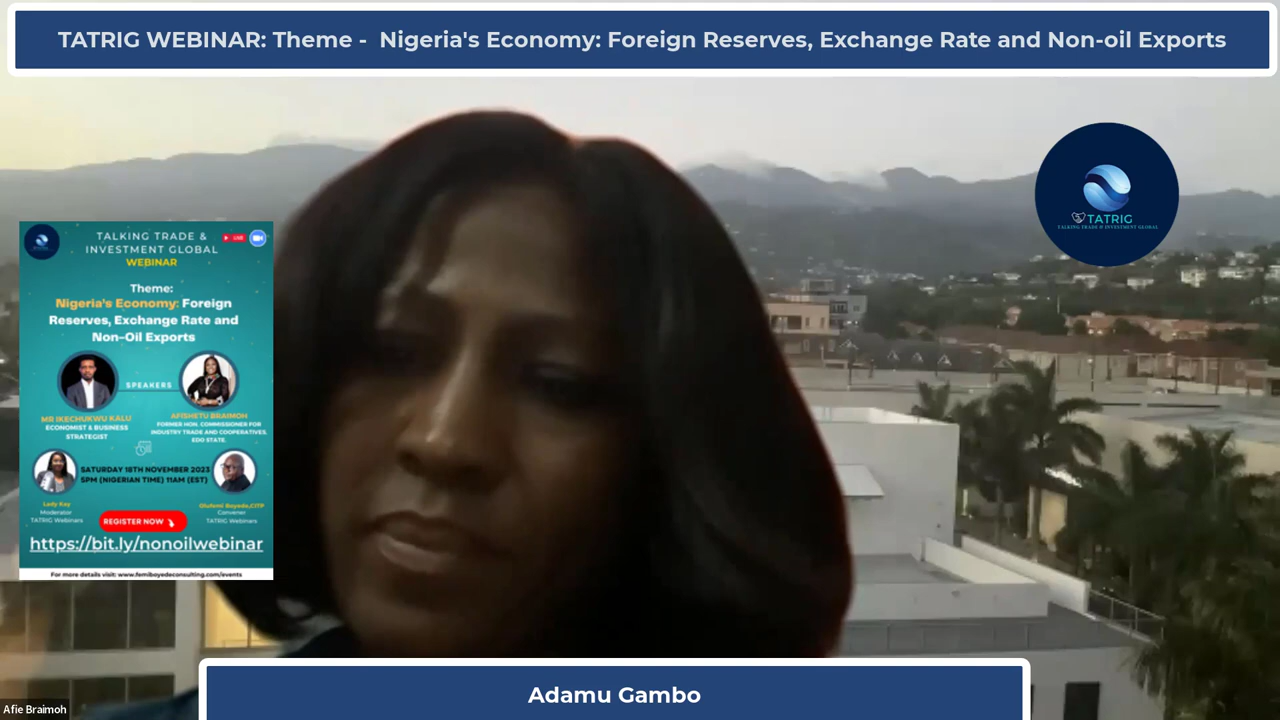 TATRIG WEBINAR: Theme - Nigeria's Economy: Foreign Reserves, Exchange Rate and Non-oil Exports
TATRIG
TALKING TRADE & INVESTMENT GLOBAL
TALKING TRADE &
INVESTMENT GLOBAL
WEBINAR
LIVE
Theme:
Nigeria's Economy: Foreign
Reserves, Exchange Rate and
Non-Oil Exports
SPEAKERS
MR IKECHUKWU KALU
ECONOMIST & BUSINESS
STRATEGIST
AFISHETU BRAIMOH
FORMER HON. COMMISSIONER FOR
INDUSTRY TRADE AND COOPERATIVES,
EDO STATE.
SATURDAY 18TH NOVEMBER 2023
5PM (NIGERIAN TIME) 11AM (EST)
Lady Kay
Moderator
TATRIG Webinars
Olufemi Boyede,CITP
Convener
TATRIG Webinars
REGISTER NOW
https://bit.ly/nonoilwebinar
For more details visit: www.femiboyedeconsulting.com/events
Adamu Gambo
Afie Braimoh